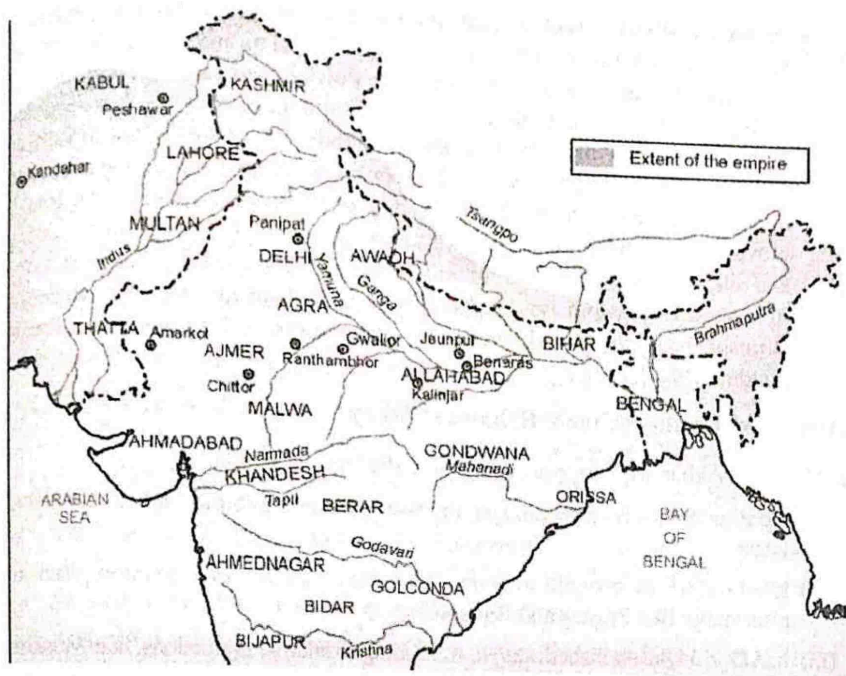 KABUL
KASHMIR
Peshawar
LAHORE
Kandahar
Extent of the empire
MULTAN
Indus
Panipat
DELHI
Yamuna
AWADH
Ganga
Tsangpo
AGRA
THATTA
Amarkot
AJMER
Ranthambhor
Gwalior
Jaunpur
Benaras
BIHAR
Brahmaputra
Chittor
ALLAHABAD
Kalinjar
MALWA
BENGAL
AHMADABAD
Narmada
GONDWANA
KHANDESH
Mahanadi
Tapti
ARABIAN
SEA
BERAR
ORISSA
BAY
OF
BENGAL
Godavari
AHMEDNAGAR
GOLCONDA
BIDAR
BIJAPUR
Krishna